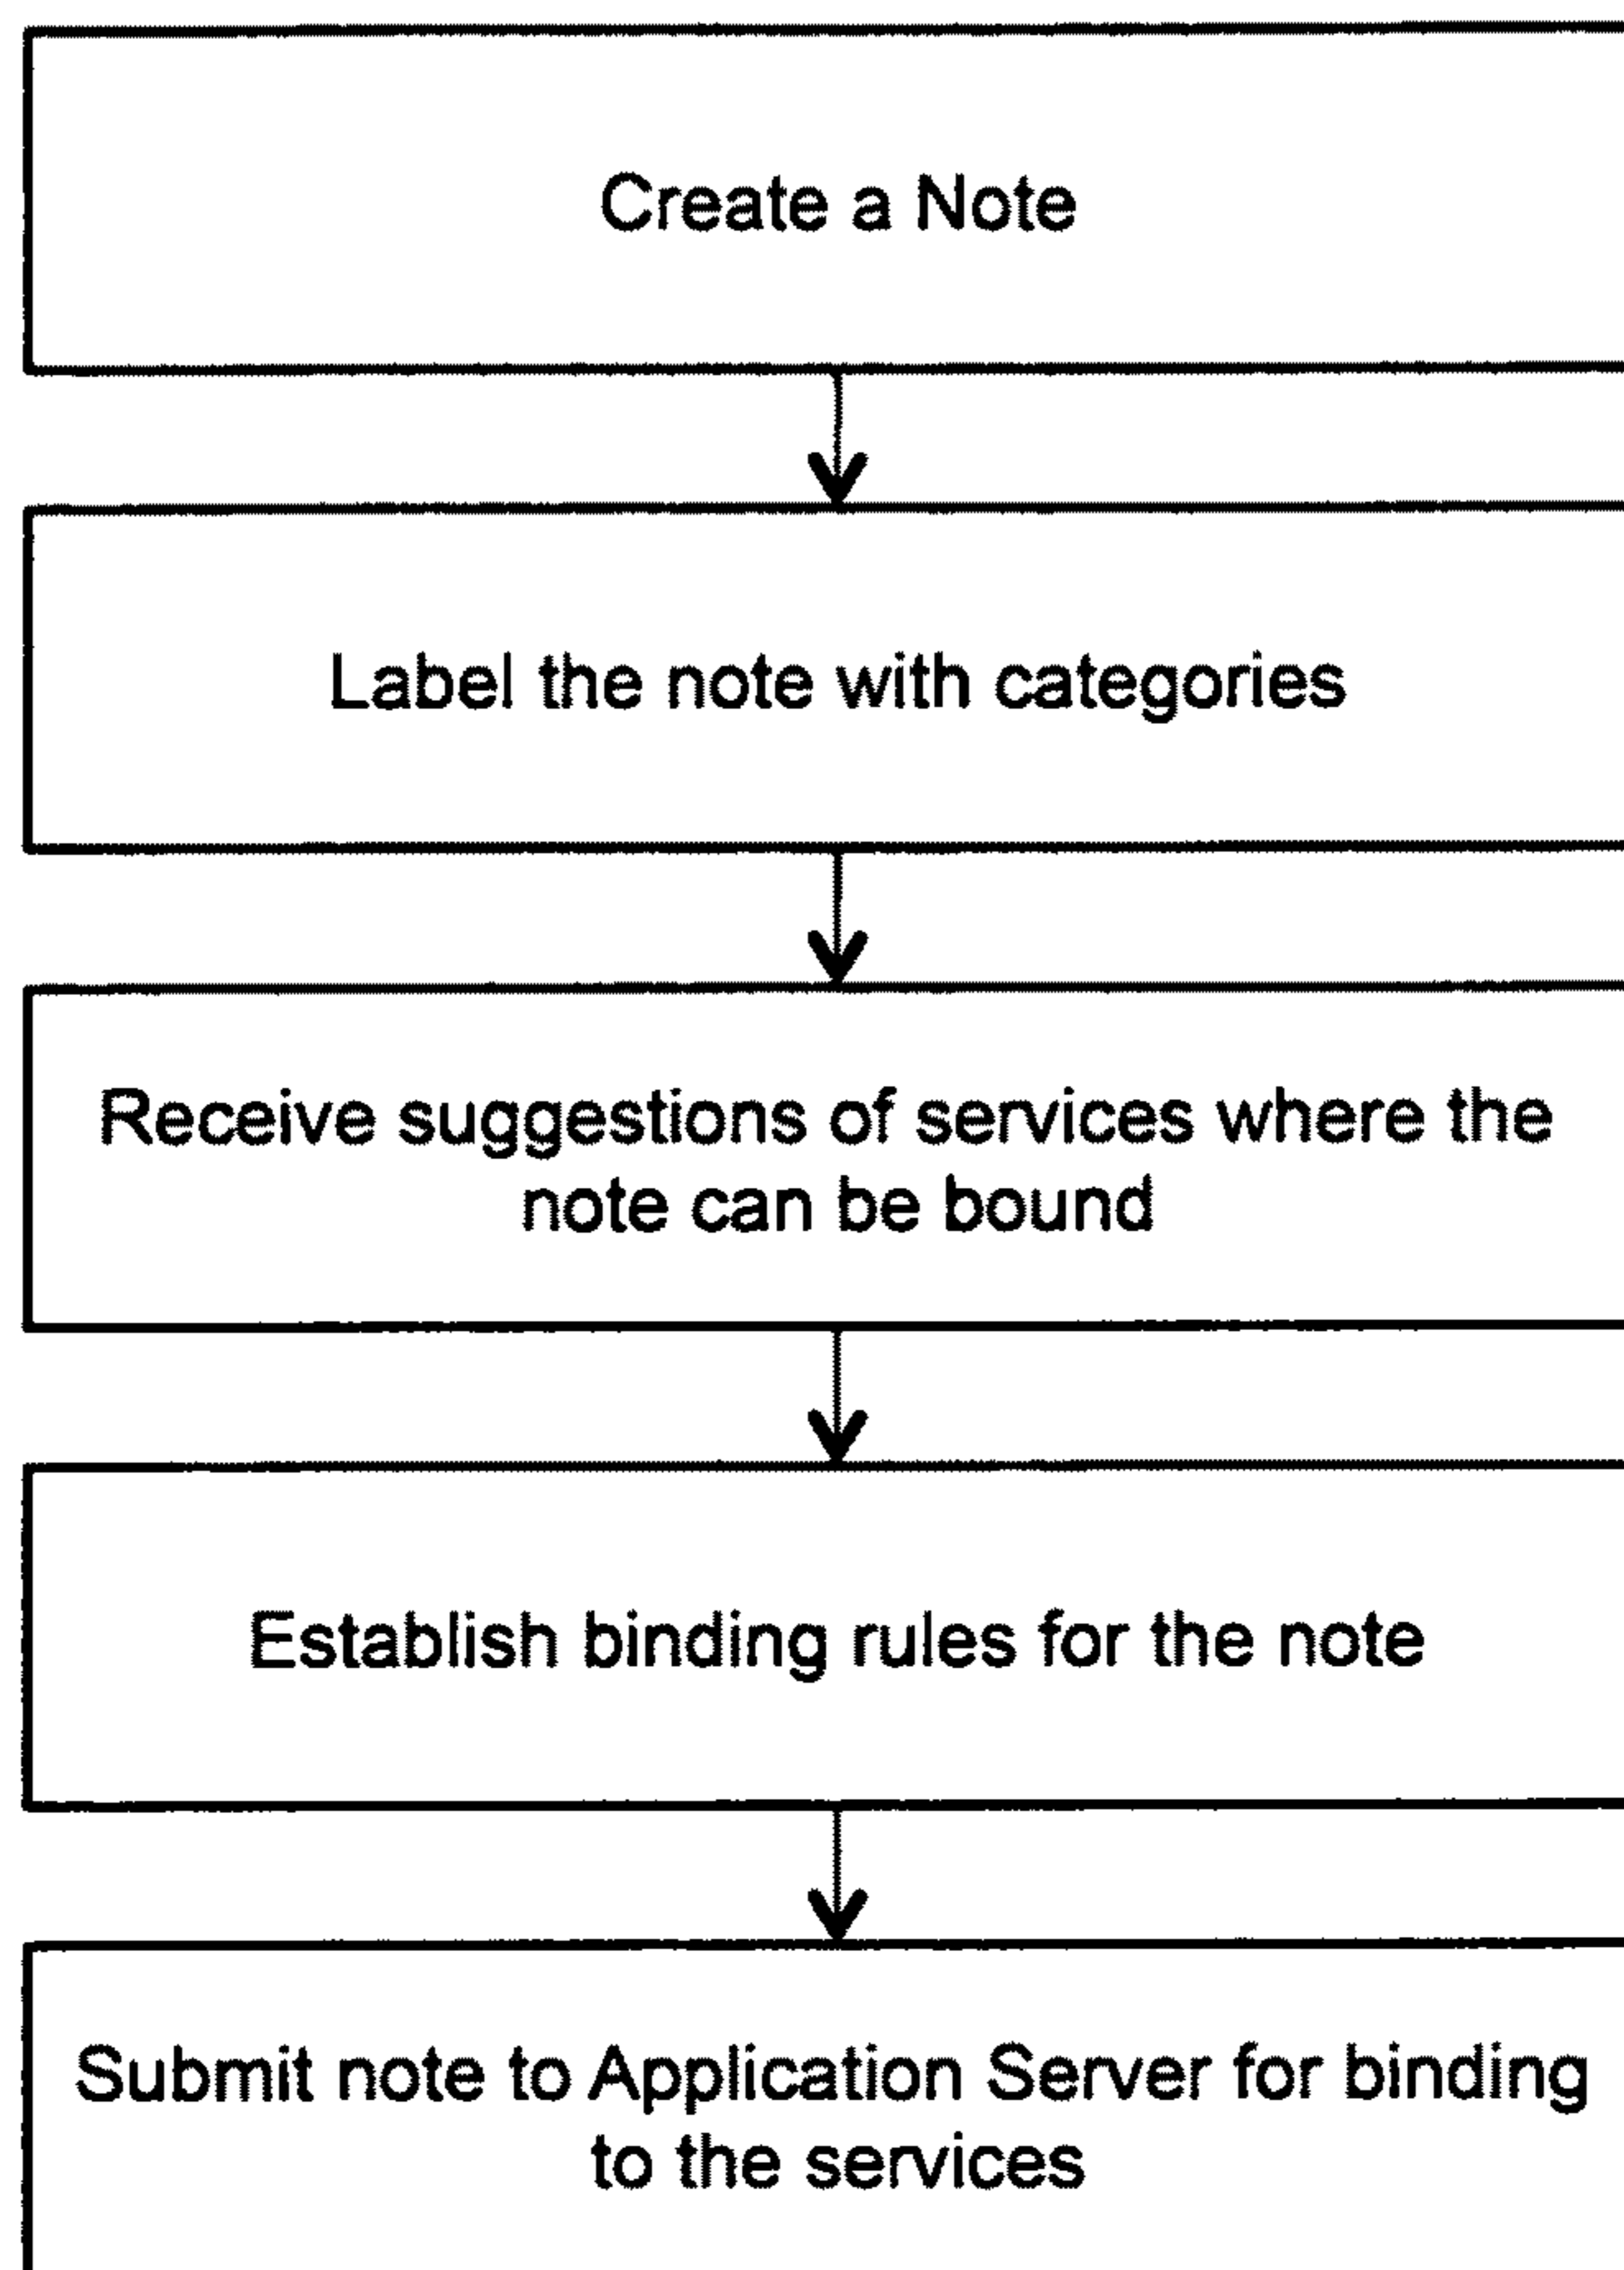 Create a Note
Label the note with categories
Receive suggestions of services where the
note can be bound
Establish binding rules for the note
Submit note to Application Server for binding
to the services